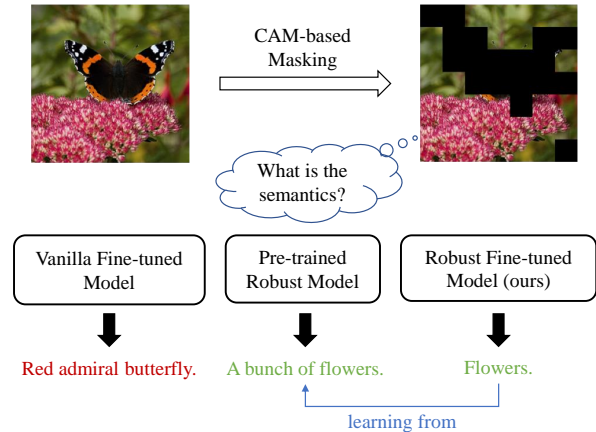 CAM-based
Masking
What is the
semantics?
Vanilla Fine-tuned
Model
Pre-trained
Robust Model
Robust Fine-tuned
Model (ours)
Red admiral butterfly.
A bunch of flowers.
Flowers.
learning from